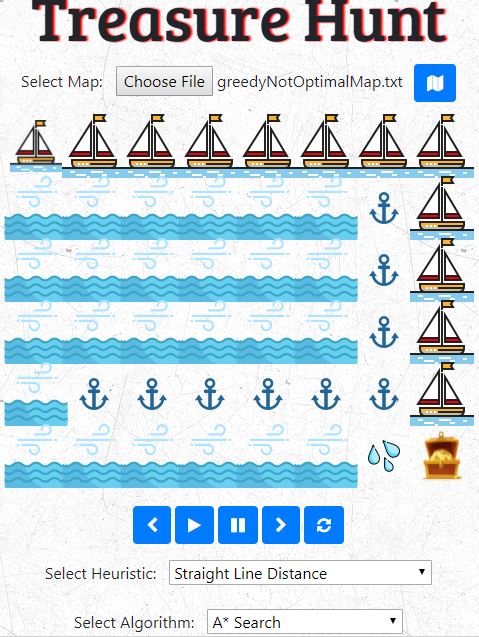 Treasure Hunt
Select Map: Choose File greedyNotOptimalMap.txt
Select Heuristic: Straight Line Distance
Select Algorithm: A* Search